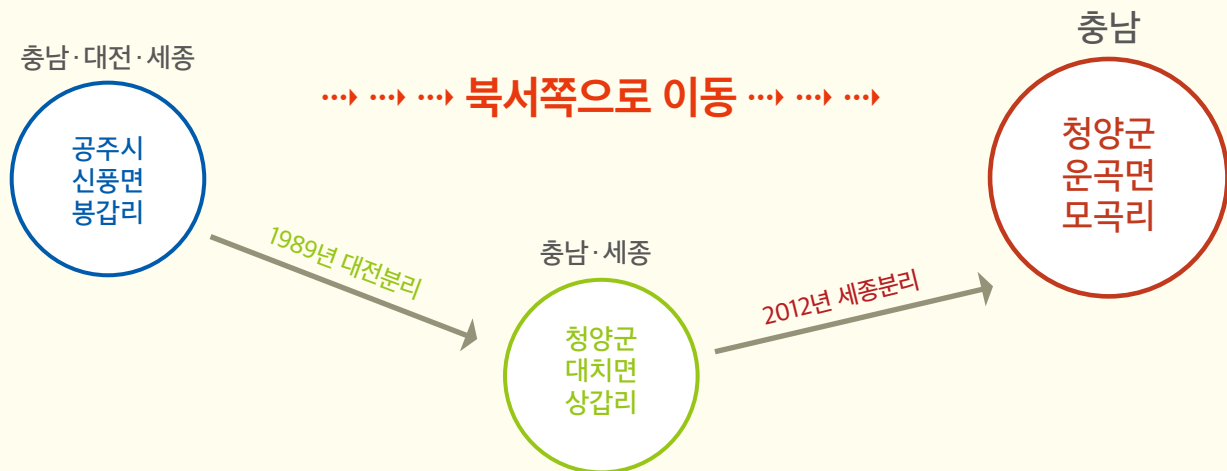 충남·대전·세종
공주시
신풍면
봉갑리
북서쪽으로 이동
1989년 대전분리
충남·세종
청양군
대치면
상갑리
2012년 세종분리
충남
청양군
운곡면
모곡리